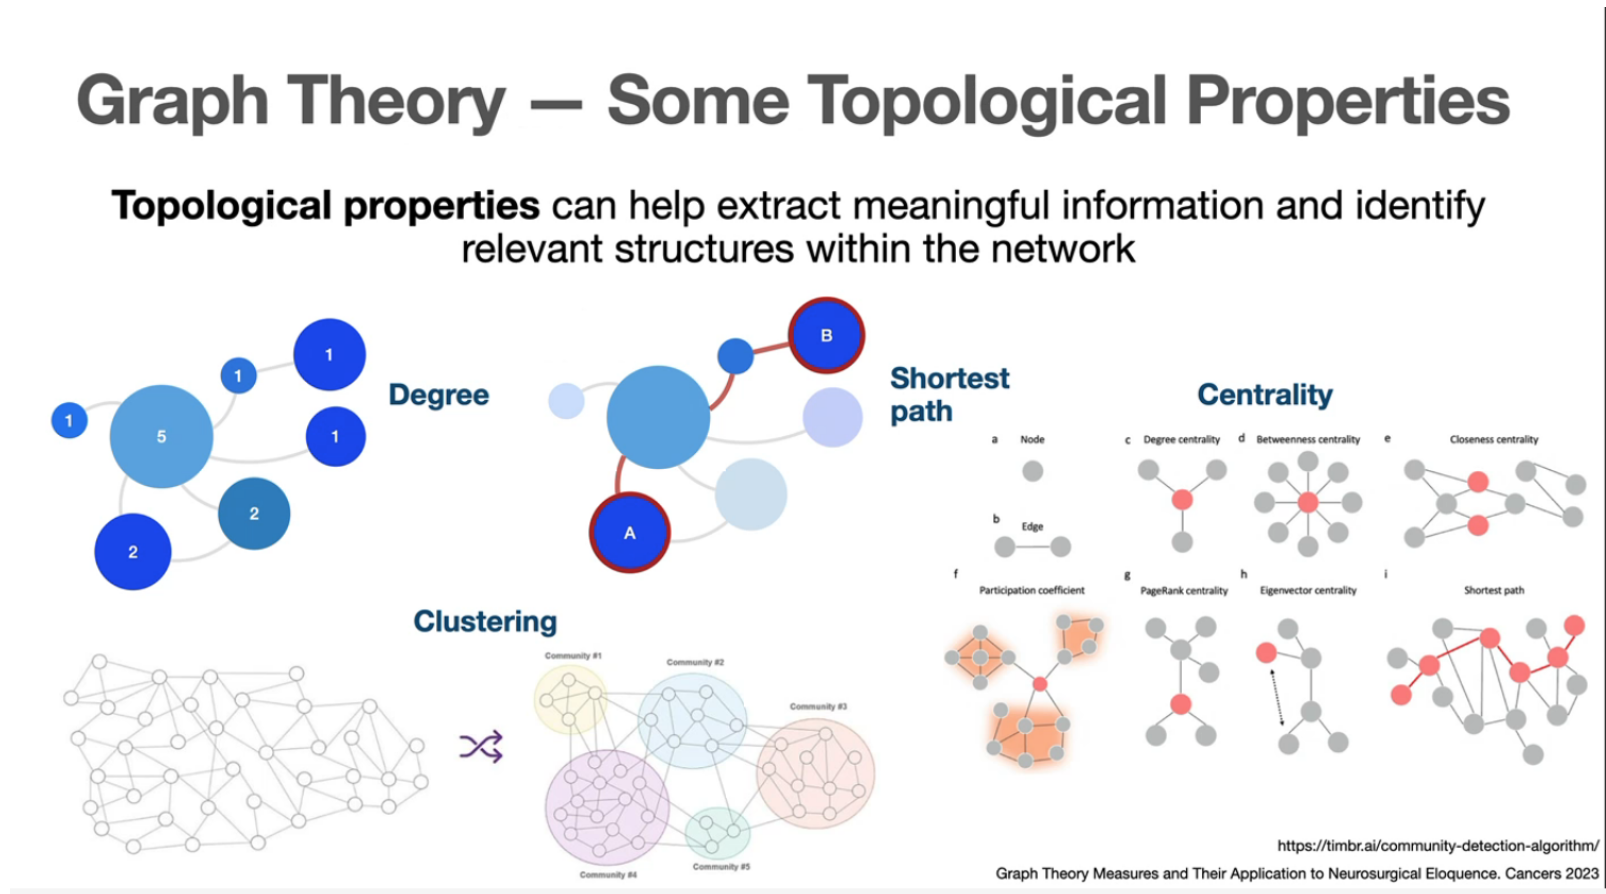 Graph Theory — Some Topological Properties
Topological properties can help extract meaningful information and identify
relevant structures within the network
1
1
1
5
1
2
2
Degree
B
A
Shortest
path
Clustering
Community #1
Community #2
Community #3
Community #4
Community #5
Centrality
a Node
b Edge
c Degree centrality
d Betweenness centrality
e Closeness centrality
f Participation coefficient
g PageRank centrality
h Eigenvector centrality
i Shortest path
https://timbr.ai/community-detection-algorithm/
Graph Theory Measures and Their Application to Neurosurgical Eloquence. Cancers 2023